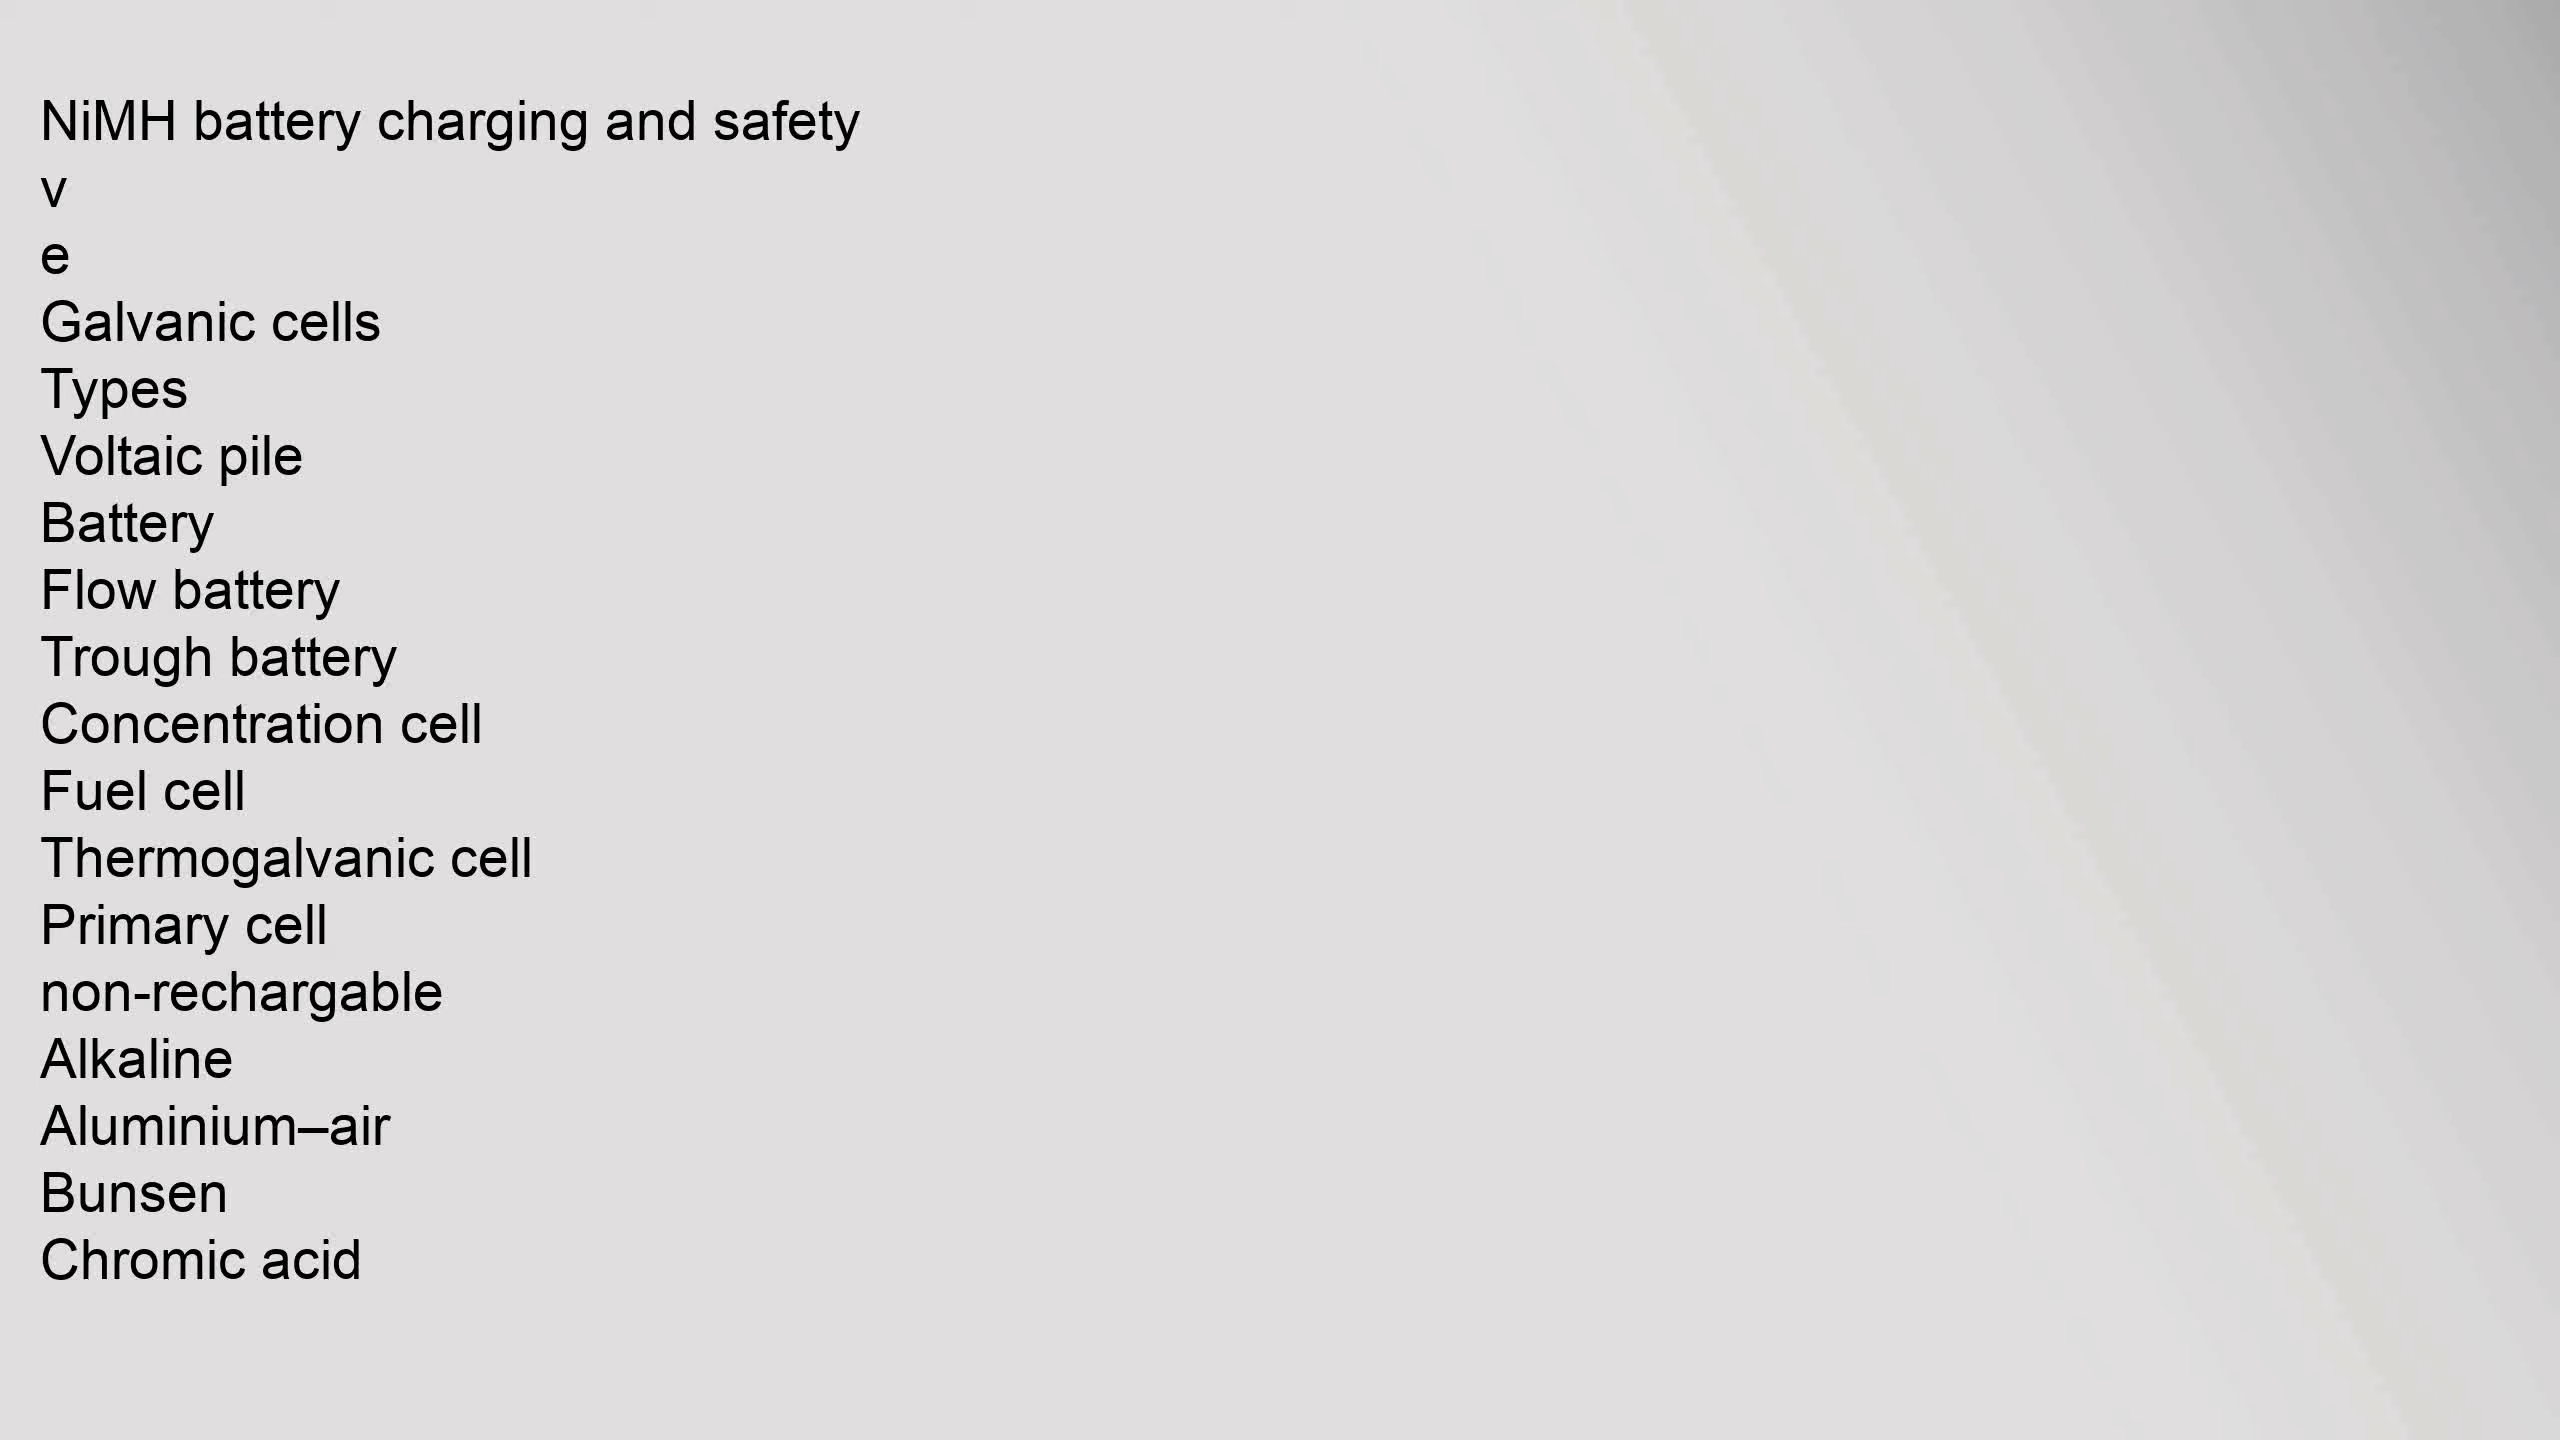 NiMH battery charging and safety
v
e
Galvanic cells
Types
Voltaic pile
Battery
Flow battery
Trough battery
Concentration cell
Fuel cell
Thermogalvanic cell
Primary cell
non-rechargable
Alkaline
Aluminium–air
Bunsen
Chromic acid